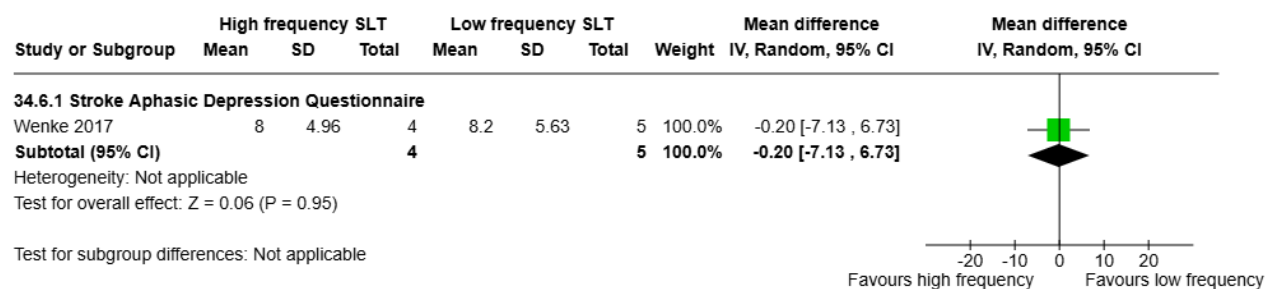 High frequency SLT Low frequency SLT Mean difference Mean difference
Study or Subgroup Mean SD Total Mean SD Total Weight IV, Random, 95% CI IV, Random, 95% CI
34.6.1 Stroke Aphasic Depression Questionnaire
Wenke 2017 8 4.96 4 8.2 5.63 5 100.0% -0.20 [-7.13 , 6.73]
Subtotal (95% CI) 4 5 100.0% -0.20 [-7.13 , 6.73]
Heterogeneity: Not applicable
Test for overall effect: Z = 0.06 (P = 0.95)
Test for subgroup differences: Not applicable
-20 -10 0 10 20
Favours high frequency Favours low frequency